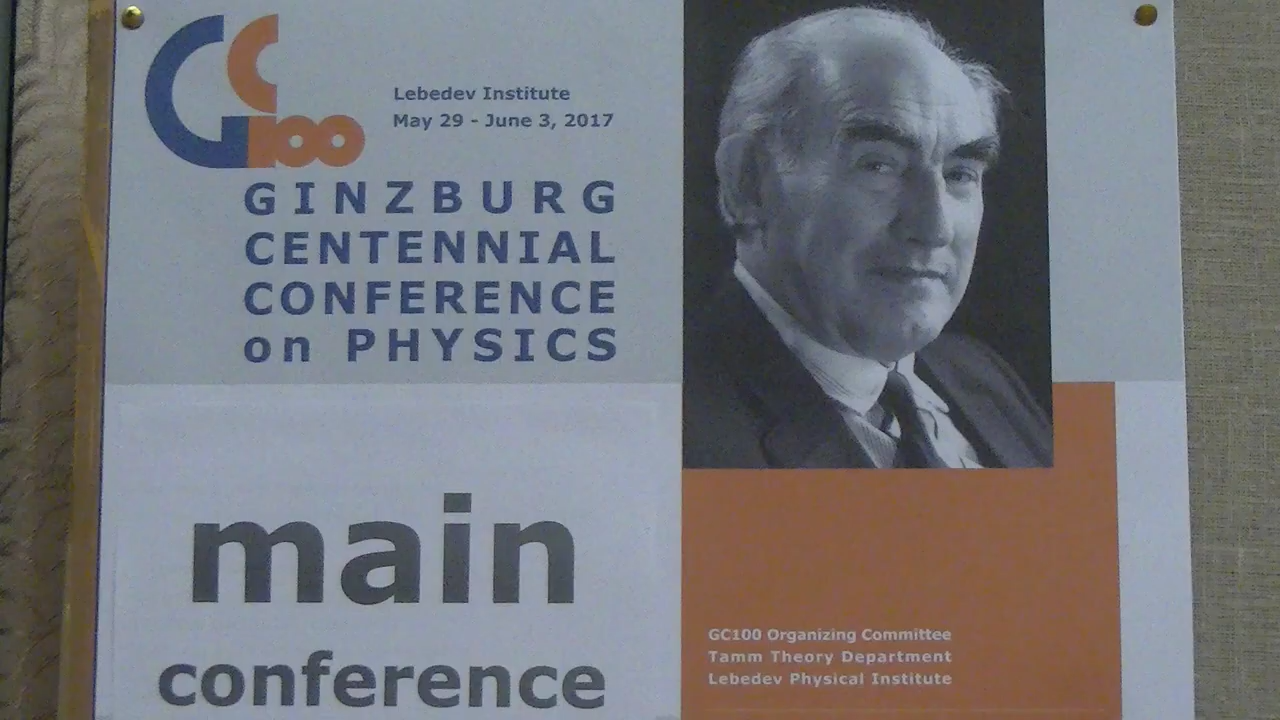 GC100
Lebedev Institute
May 29 - June 3, 2017
GINZBURG
CENTENNIAL
CONFERENCE
on PHYSICS
main
conference
GC100 Organizing Committee
Tamm Theory Department
Lebedev Physical Institute